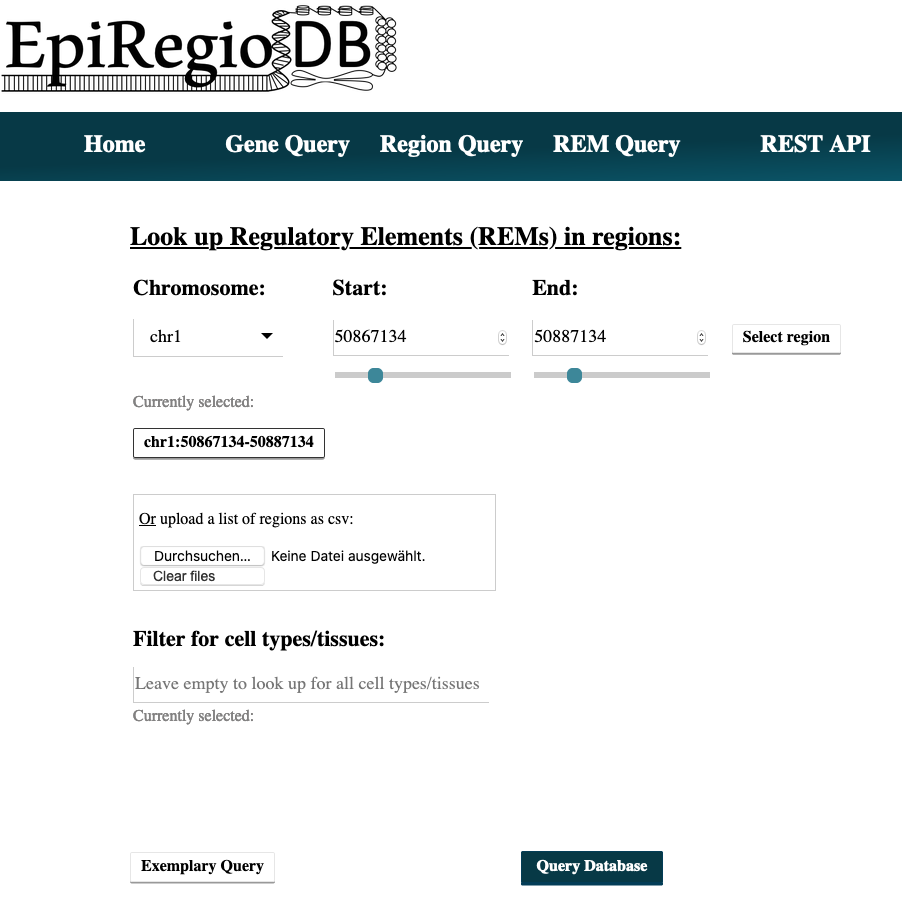 EpiRegio DB
Home Gene Query Region Query REM Query REST API
Look up Regulatory Elements (REMs) in regions:
Chromosome: Start: End:
chr1 50867134 50887134 Select region
Currently selected:
chr1:50867134-50887134
Or upload a list of regions as csv:
Durchsuchen... Keine Datei ausgewählt.
Clear files
Filter for cell types/tissues:
Leave empty to look up for all cell types/tissues
Currently selected:
Exemplary Query Query Database